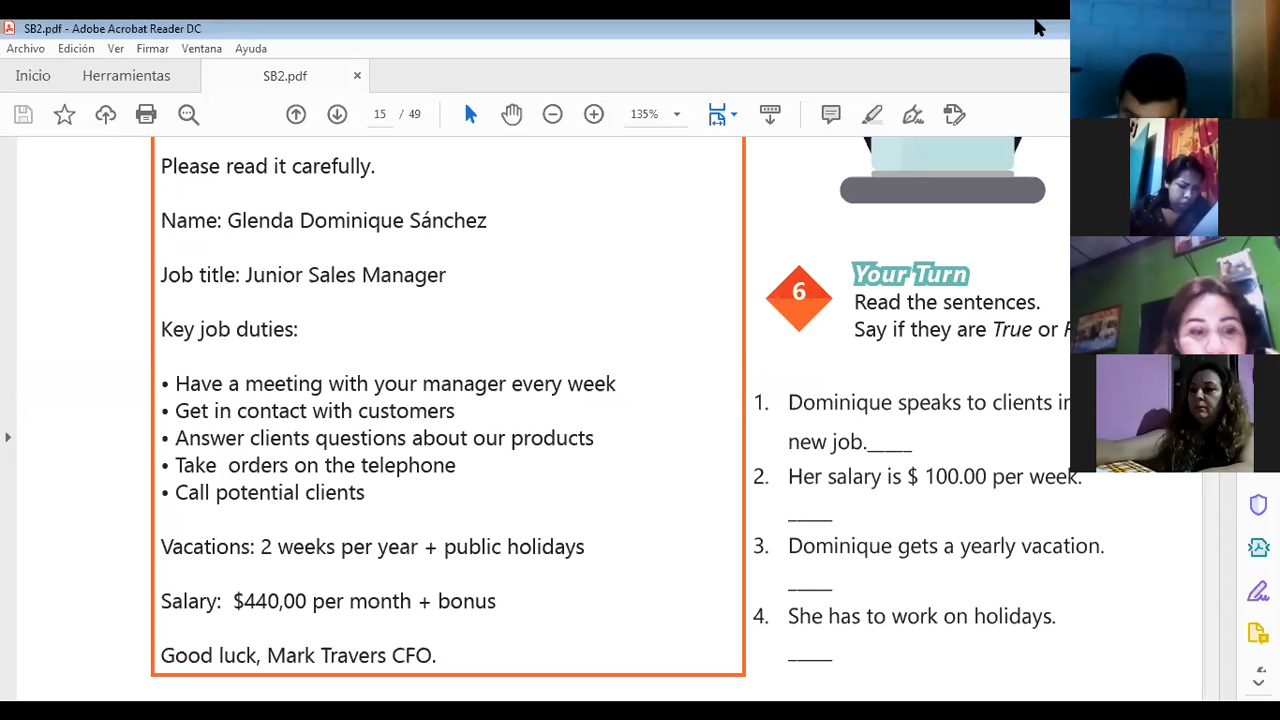 SB2.pdf - Adobe Acrobat Reader DC
Archivo Edición Ver Firmar Ventana Ayuda
Inicio Herramientas SB2.pdf ×
15 / 49 135%
Please read it carefully.
Name: Glenda Dominique Sánchez
Job title: Junior Sales Manager
Key job duties:
• Have a meeting with your manager every week
• Get in contact with customers
• Answer clients questions about our products
• Take orders on the telephone
• Call potential clients
Vacations: 2 weeks per year + public holidays
Salary: $440,00 per month + bonus
Good luck, Mark Travers CFO.
6 Your Turn
Read the sentences.
Say if they are True or
1. Dominique speaks to clients in
new job._____
2. Her salary is $ 100.00 per week.
_____
3. Dominique gets a yearly vacation.
_____
4. She has to work on holidays.
_____